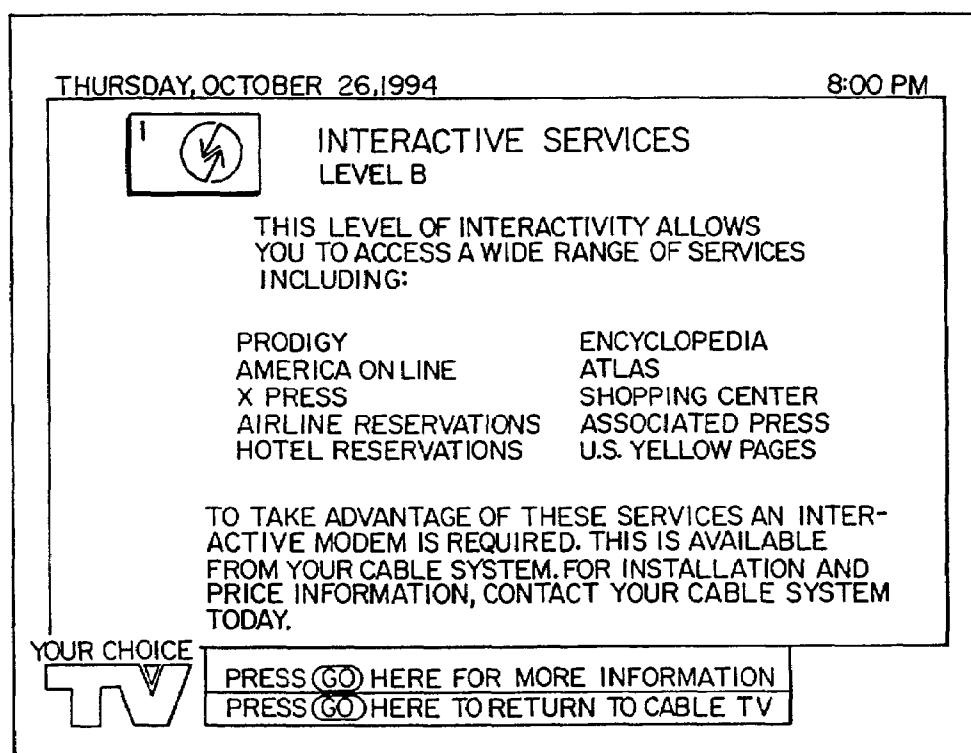 THURSDAY, OCTOBER 26, 1994 8:00 PM
1
INTERACTIVE SERVICES
LEVEL B
THIS LEVEL OF INTERACTIVITY ALLOWS
YOU TO ACCESS A WIDE RANGE OF SERVICES
INCLUDING:
PRODIGY ENCYCLOPEDIA
AMERICA ON LINE ATLAS
X PRESS SHOPPING CENTER
AIRLINE RESERVATIONS ASSOCIATED PRESS
HOTEL RESERVATIONS U.S. YELLOW PAGES
TO TAKE ADVANTAGE OF THESE SERVICES AN INTER-
ACTIVE MODEM IS REQUIRED. THIS IS AVAILABLE
FROM YOUR CABLE SYSTEM. FOR INSTALLATION AND
PRICE INFORMATION, CONTACT YOUR CABLE SYSTEM
TODAY.
YOUR CHOICE
TV
PRESS GO HERE FOR MORE INFORMATION
PRESS GO HERE TO RETURN TO CABLE TV